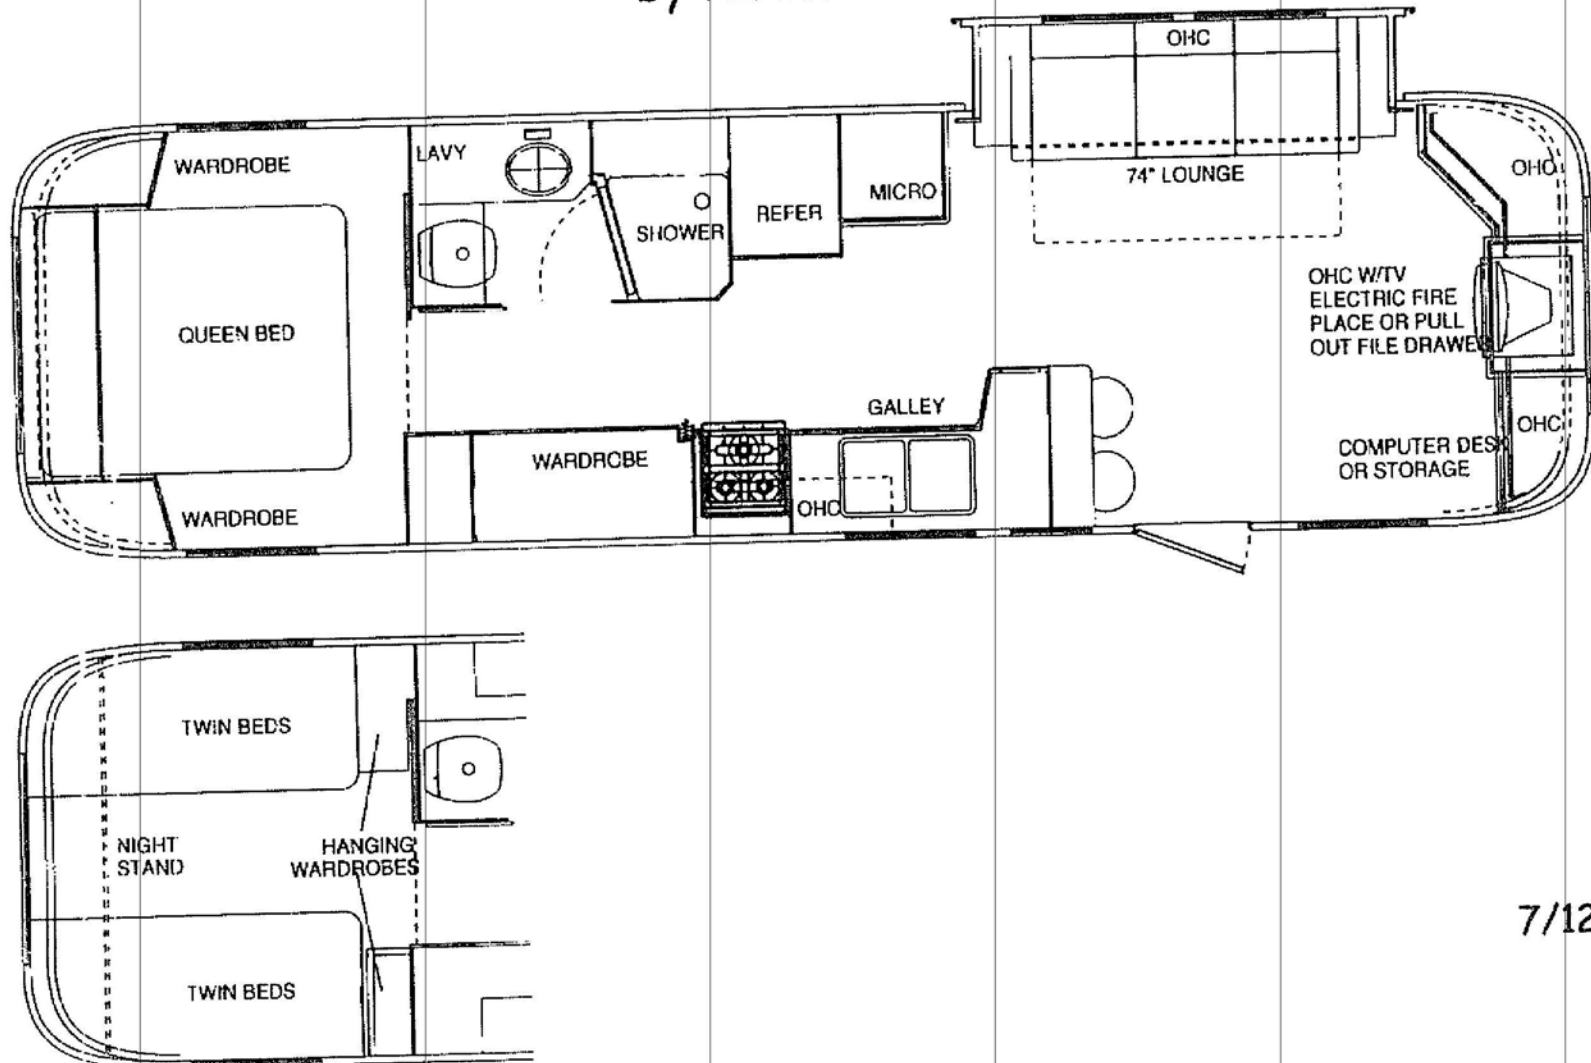 OHC
WARDROBE
LAVY
SHOWER
REFER
MICRO
74" LOUNGE
OHC
QUEEN BED
OHC W/TV
ELECTRIC FIRE
PLACE OR PULL
OUT FILE DRAWER
GALLEY
WARDROBE
OHC
COMPUTER DESK
OR STORAGE
OHC
WARDROBE
TWIN BEDS
NIGHT
STAND
HANGING
WARDROBES
TWIN BEDS
7/12